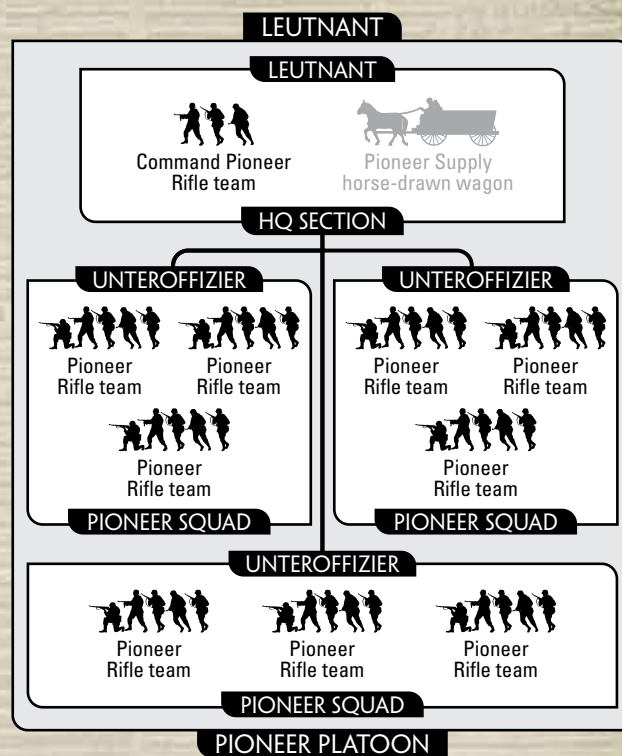 LEUTNANT
LEUTNANT
Command Pioneer
Rifle team
Pioneer Supply
horse-drawn wagon
HQ SECTION
UNTEROFFIZIER
Pioneer
Rifle team
Pioneer
Rifle team
Pioneer
Rifle team
PIONEER SQUAD
UNTEROFFIZIER
Pioneer
Rifle team
Pioneer
Rifle team
Pioneer
Rifle team
PIONEER SQUAD
UNTEROFFIZIER
Pioneer
Rifle team
Pioneer
Rifle team
Pioneer
Rifle team
PIONEER SQUAD
PIONEER PLATOON